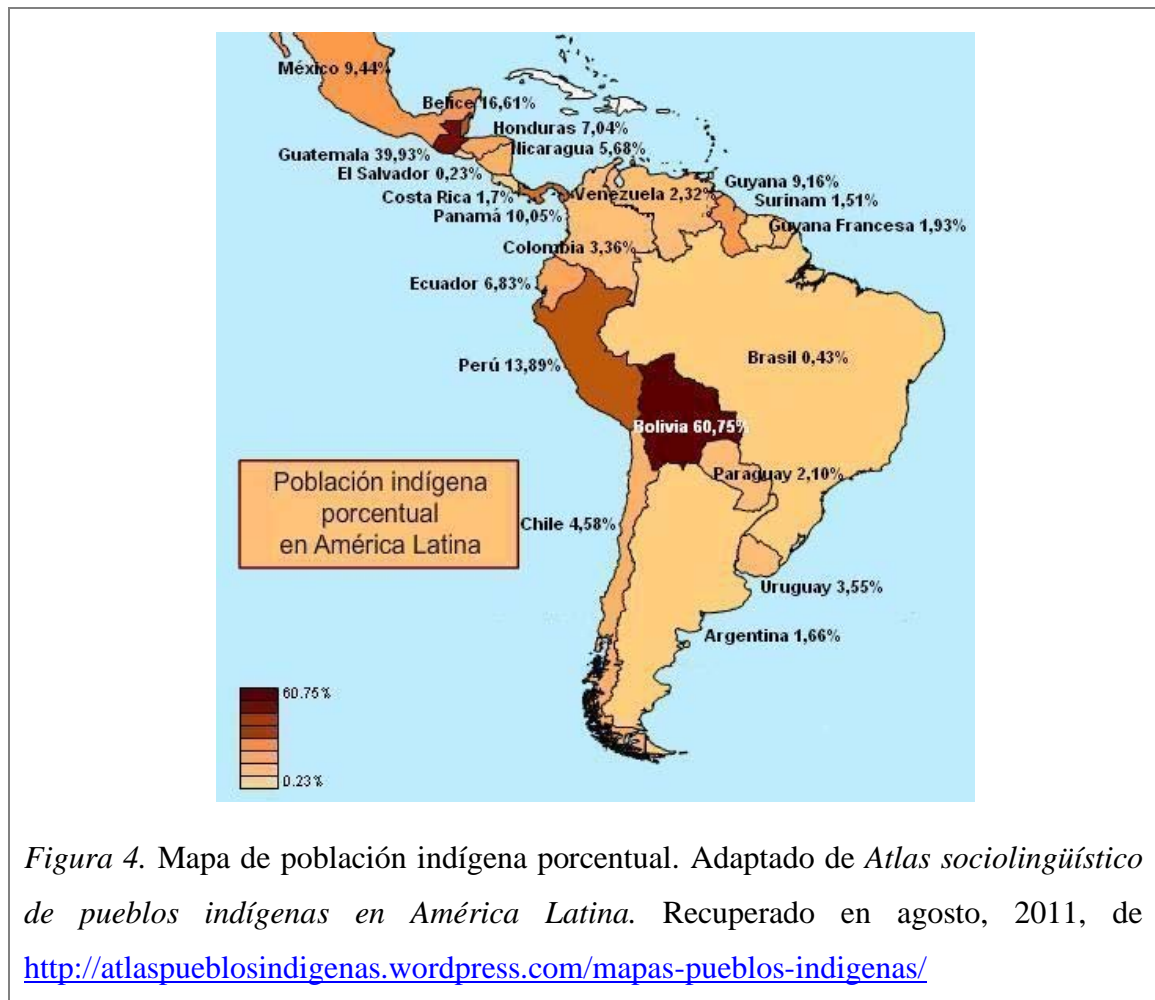 México 9,44%
Belice 16,61%
Honduras 7,04%
Nicaragua 5,68%
Guatemala 39,93%
El Salvador 0,23%
Costa Rica 1,7%
Panamá 10,05%
Venezuela 2,32%
Guyana 9,16%
Surinam 1,51%
Guyana Francesa 1,93%
Colombia 3,36%
Ecuador 6,83%
Perú 13,89%
Brasil 0,43%
Bolivia 60,75%
Paraguay 2,10%
Población indígena
porcentual
en América Latina
Chile 4,58%
Uruguay 3,55%
Argentina 1,66%
60.75%
0.23%
Figura 4. Mapa de población indígena porcentual. Adaptado de Atlas sociolingüístico
de pueblos indígenas en América Latina. Recuperado en agosto, 2011, de
http://atlaspueblosindigenas.wordpress.com/mapas-pueblos-indigenas/